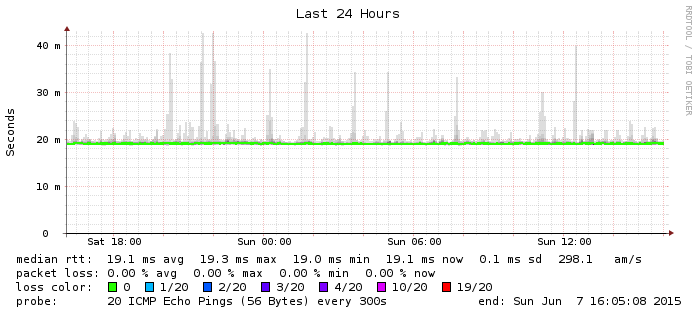 Last 24 Hours
RRDTOOL / TOBI OETIKER
Seconds
40 m
30 m
20 m
10 m
0
Sat 18:00 Sun 00:00 Sun 06:00 Sun 12:00
median rtt: 19.1 ms avg 19.3 ms max 19.0 ms min 19.1 ms now 0.1 ms sd 298.1 am/s
packet loss: 0.00 % avg 0.00 % max 0.00 % min 0.00 % now
loss color: 0 1/20 2/20 3/20 4/20 10/20 19/20
probe: 20 ICMP Echo Pings (56 Bytes) every 300s end: Sun Jun 7 16:05:08 2015